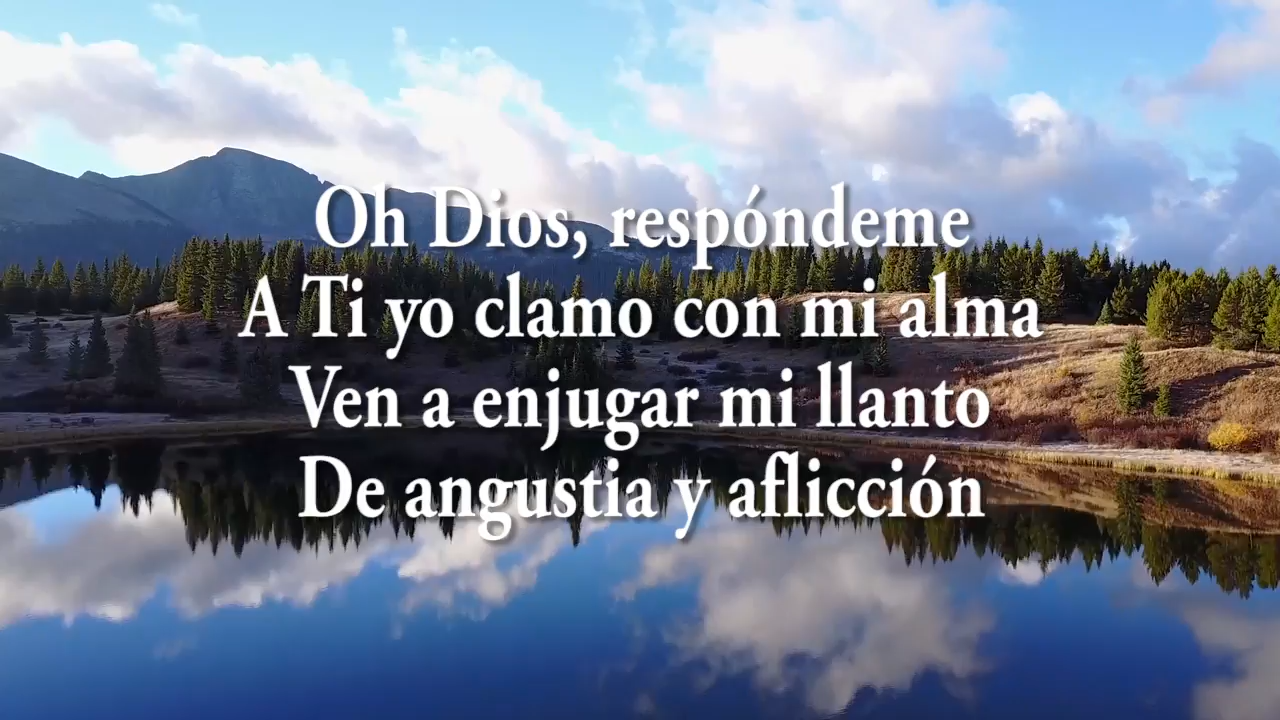 Oh Dios, respóndeme
A Ti yo clamo con mi alma
Ven a enjugar mi llanto
De angustia y aflicción